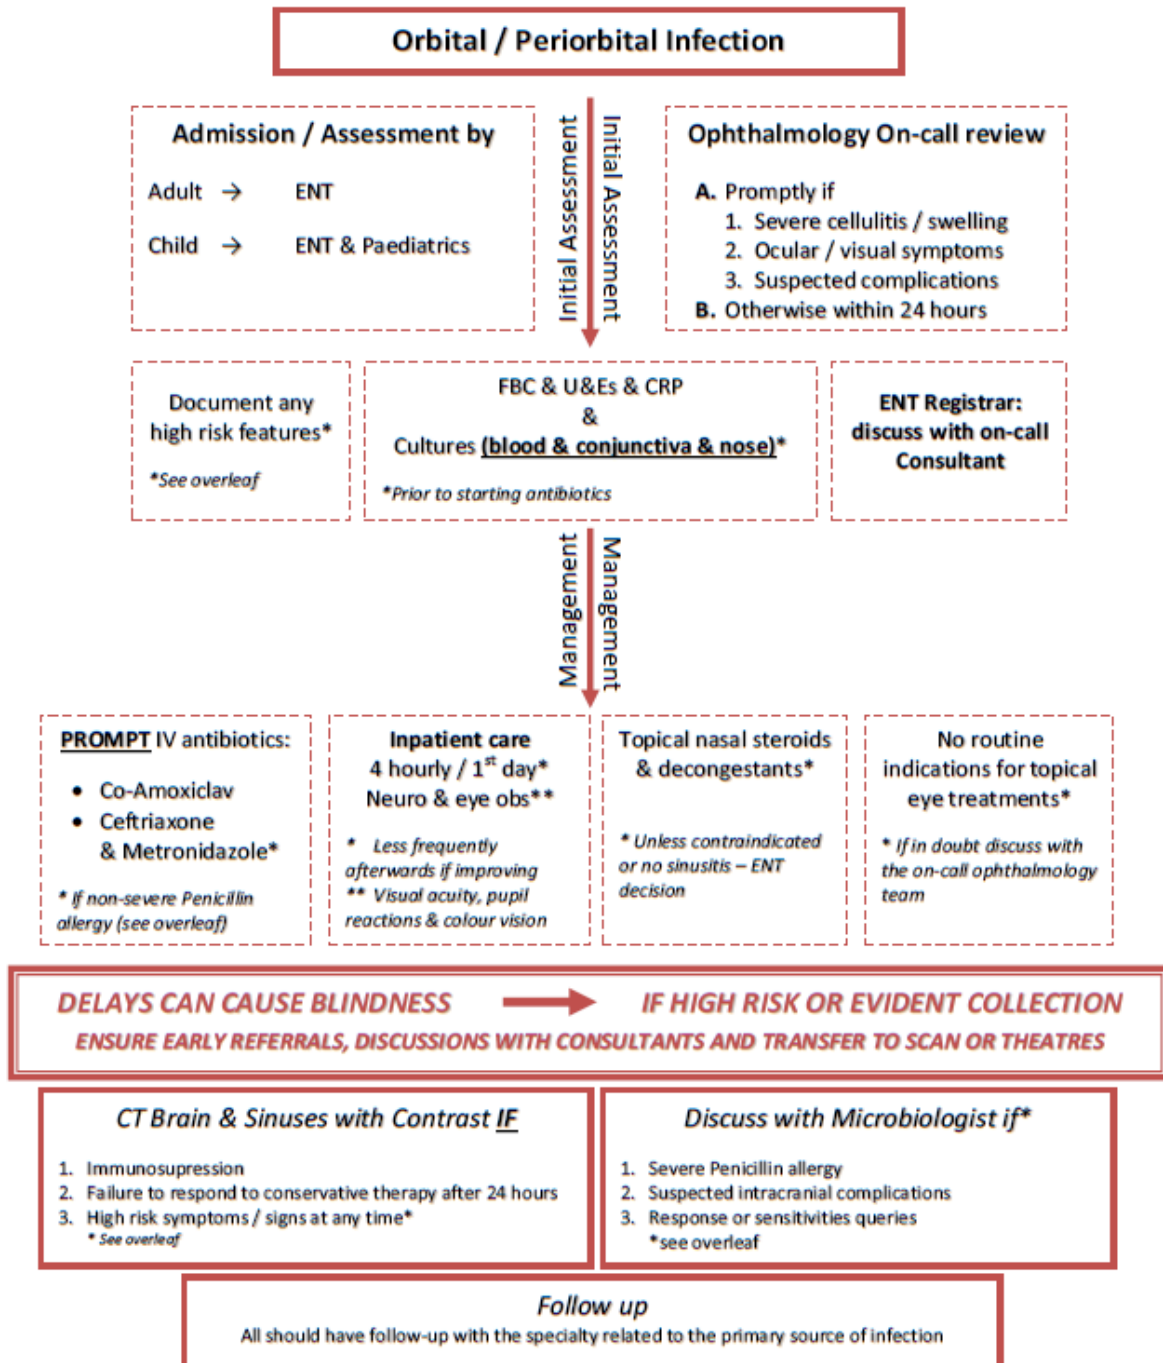 Orbital / Periorbital Infection
Admission / Assessment by
Adult → ENT
Child → ENT & Paediatrics
Initial Assessment
Initial Assessment
Ophthalmology On-call review
A. Promptly if
1. Severe cellulitis / swelling
2. Ocular / visual symptoms
3. Suspected complications
B. Otherwise within 24 hours
Document any
high risk features*
*See overleaf
FBC & U&Es & CRP
&
Cultures (blood & conjunctiva & nose)*
*Prior to starting antibiotics
ENT Registrar:
discuss with on-call
Consultant
Management
Management
PROMPT IV antibiotics:
• Co-Amoxiclav
• Ceftriaxone
& Metronidazole*
* If non-severe Penicillin
allergy (see overleaf)
Inpatient care
4 hourly / 1st day*
Neuro & eye obs**
* Less frequently
afterwards if improving
** Visual acuity, pupil
reactions & colour vision
Topical nasal steroids
& decongestants*
* Unless contraindicated
or no sinusitis – ENT
decision
No routine
indications for topical
eye treatments*
* If in doubt discuss with
the on-call ophthalmology
team
DELAYS CAN CAUSE BLINDNESS → IF HIGH RISK OR EVIDENT COLLECTION
ENSURE EARLY REFERRALS, DISCUSSIONS WITH CONSULTANTS AND TRANSFER TO SCAN OR THEATRES
CT Brain & Sinuses with Contrast IF
1. Immunosupression
2. Failure to respond to conservative therapy after 24 hours
3. High risk symptoms / signs at any time*
* See overleaf
Discuss with Microbiologist if*
1. Severe Penicillin allergy
2. Suspected intracranial complications
3. Response or sensitivities queries
*see overleaf
Follow up
All should have follow-up with the specialty related to the primary source of infection